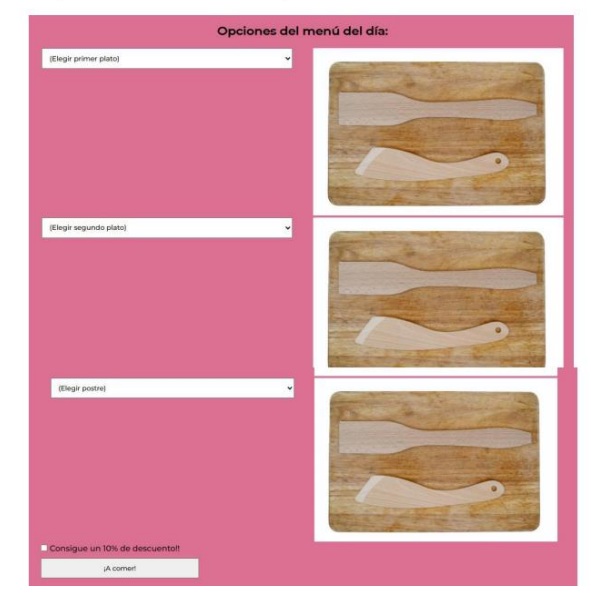 Opciones del menú del día:
(Elegir primer plato)
(Elegir segundo plato)
(Elegir postre)
Consigue un 10% de descuento!!
¡A comer!